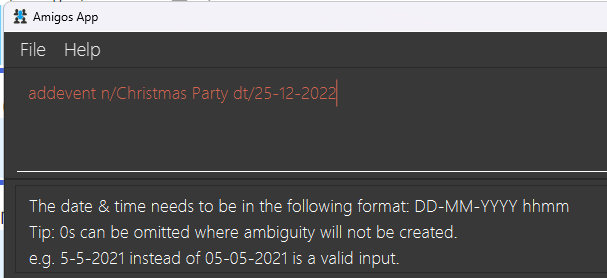 Amigos App
File Help
addevent n/Christmas Party dt/25-12-2022
The date & time needs to be in the following format: DD-MM-YYYY hhmm
Tip: 0s can be omitted where ambiguity will not be created.
e.g. 5-5-2021 instead of 05-05-2021 is a valid input.